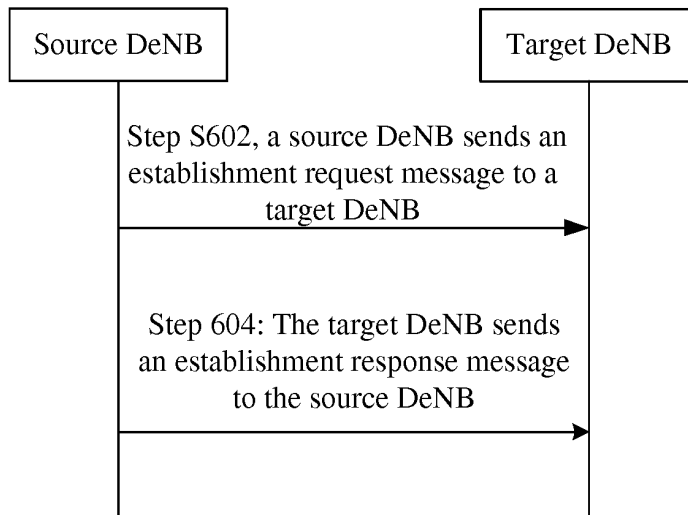 Source DeNB
Target DeNB
Step S602, a source DeNB sends an
establishment request message to a
target DeNB
Step 604: The target DeNB sends
an establishment response message
to the source DeNB